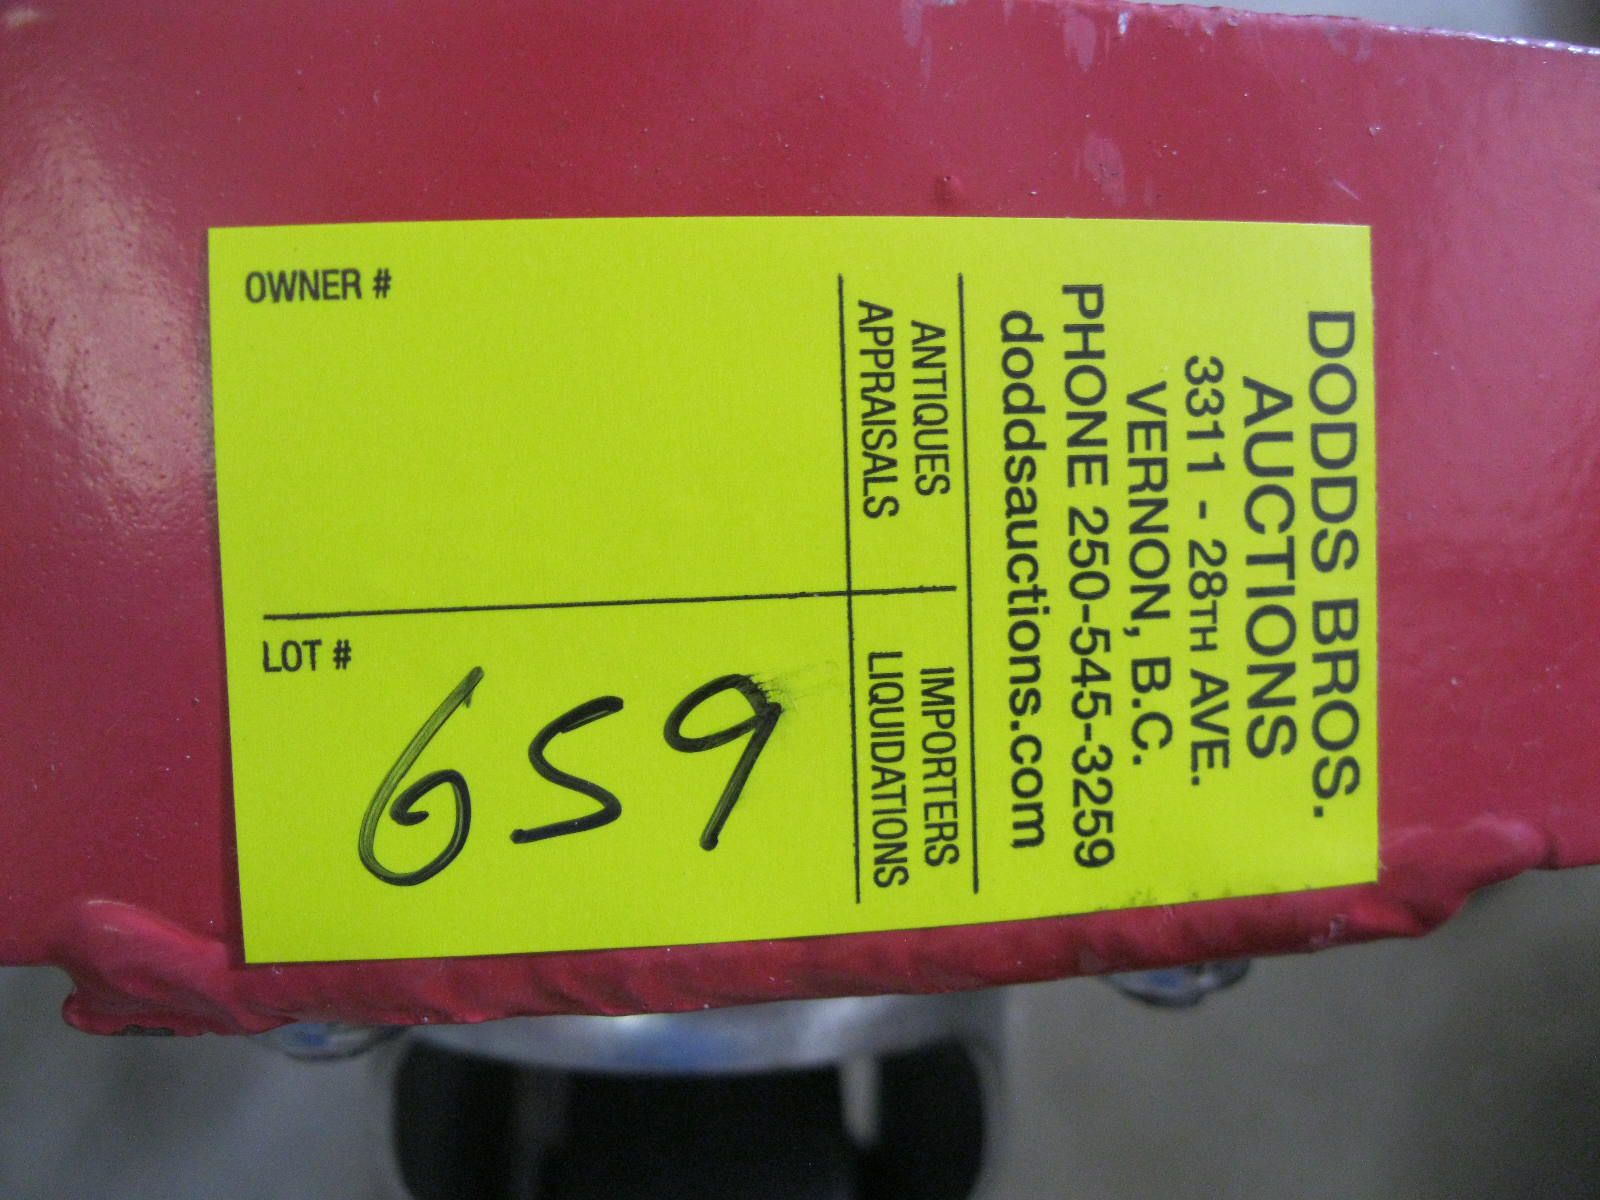 DODDS BROS.
AUCTIONS
3311 - 28TH AVE.
VERNON, B.C.
PHONE 250-545-3259
doddsauctions.com
ANTIQUES
APPRAISALS
IMPORTERS
LIQUIDATIONS
OWNER #
LOT #
659